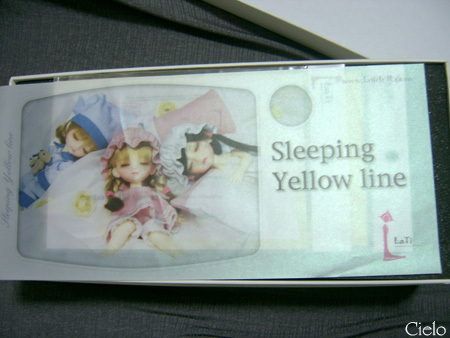 Sleeping
Yellow line
Sleeping Yellow line
LaTi
Cielo